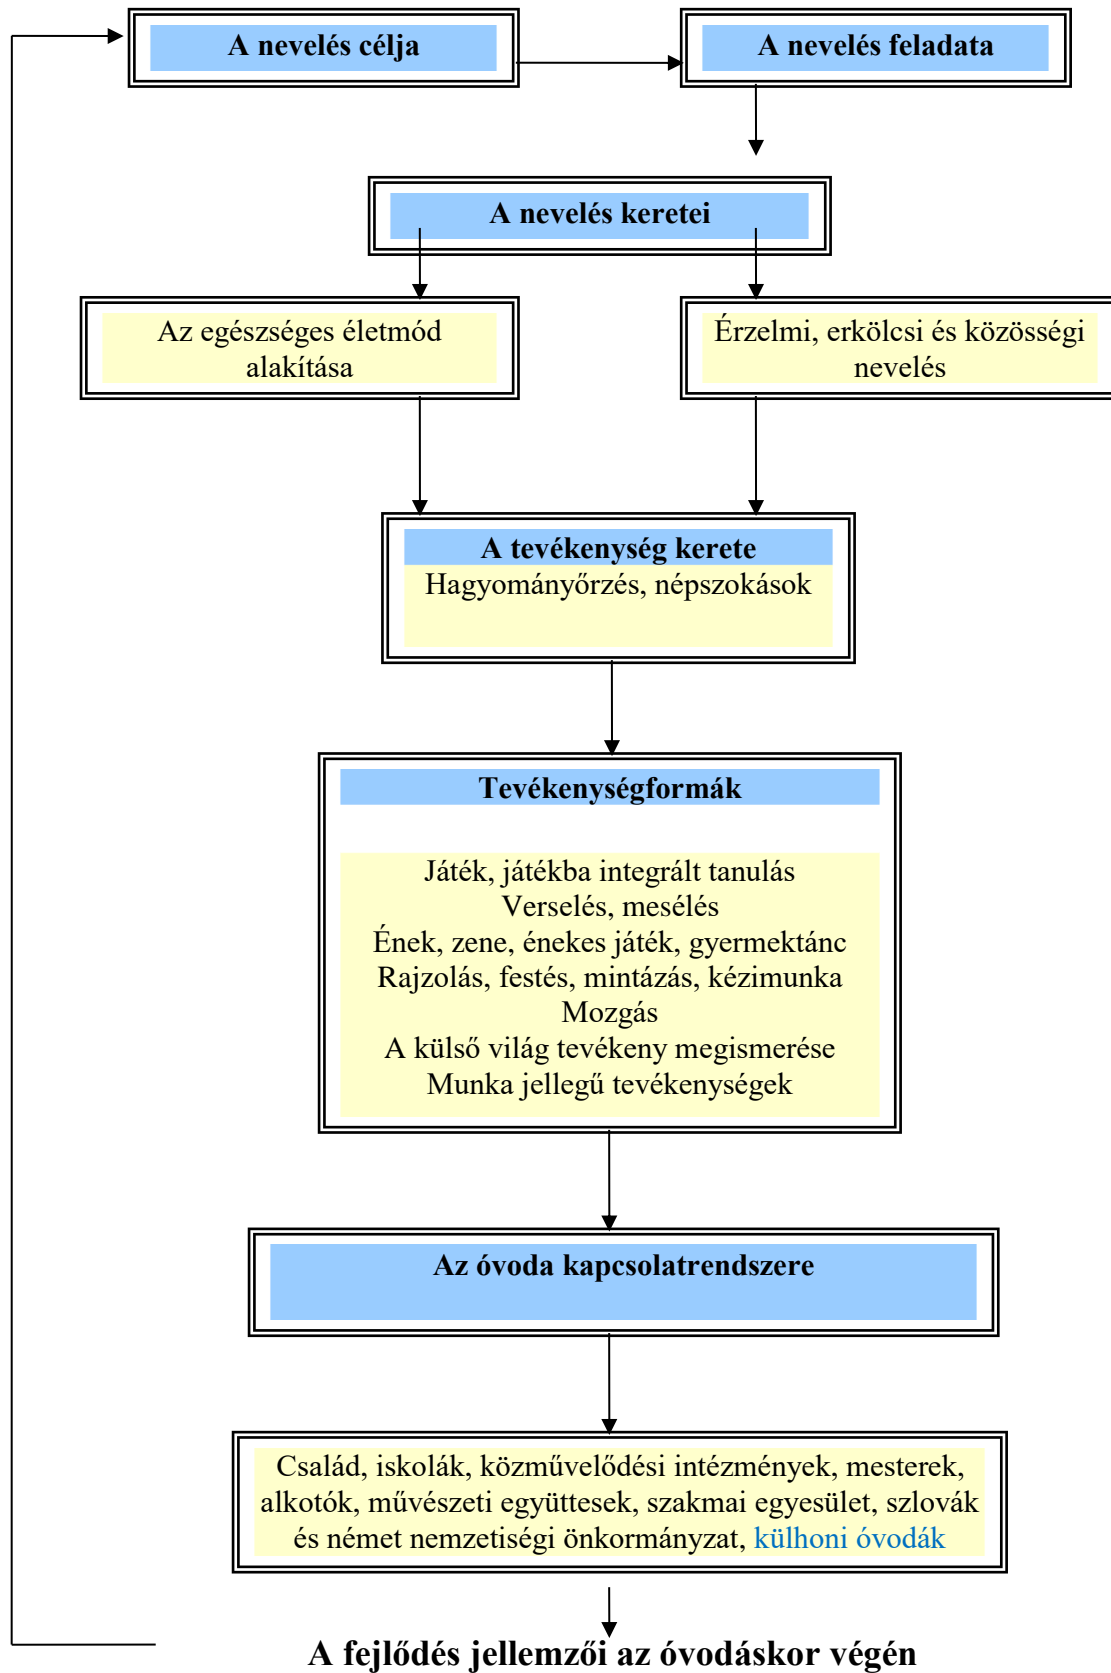 A nevelés célja
A nevelés feladata
A nevelés keretei
Az egészséges életmód
alakítása
Érzelmi, erkölcsi és közösségi
nevelés
A tevékenység kerete
Hagyományőrzés, népszokások
Tevékenységformák
Játék, játékba integrált tanulás
Verselés, mesélés
Ének, zene, énekes játék, gyermektánc
Rajzolás, festés, mintázás, kézimunka
Mozgás
A külső világ tevékeny megismerése
Munka jellegű tevékenységek
Az óvoda kapcsolatrendszere
Család, iskolák, közművelődési intézmények, mesterek,
alkotók, művészeti együttesek, szakmai egyesület, szlovák
és német nemzetiségi önkormányzat, külhoni óvodák
A fejlődés jellemzői az óvodáskor végén